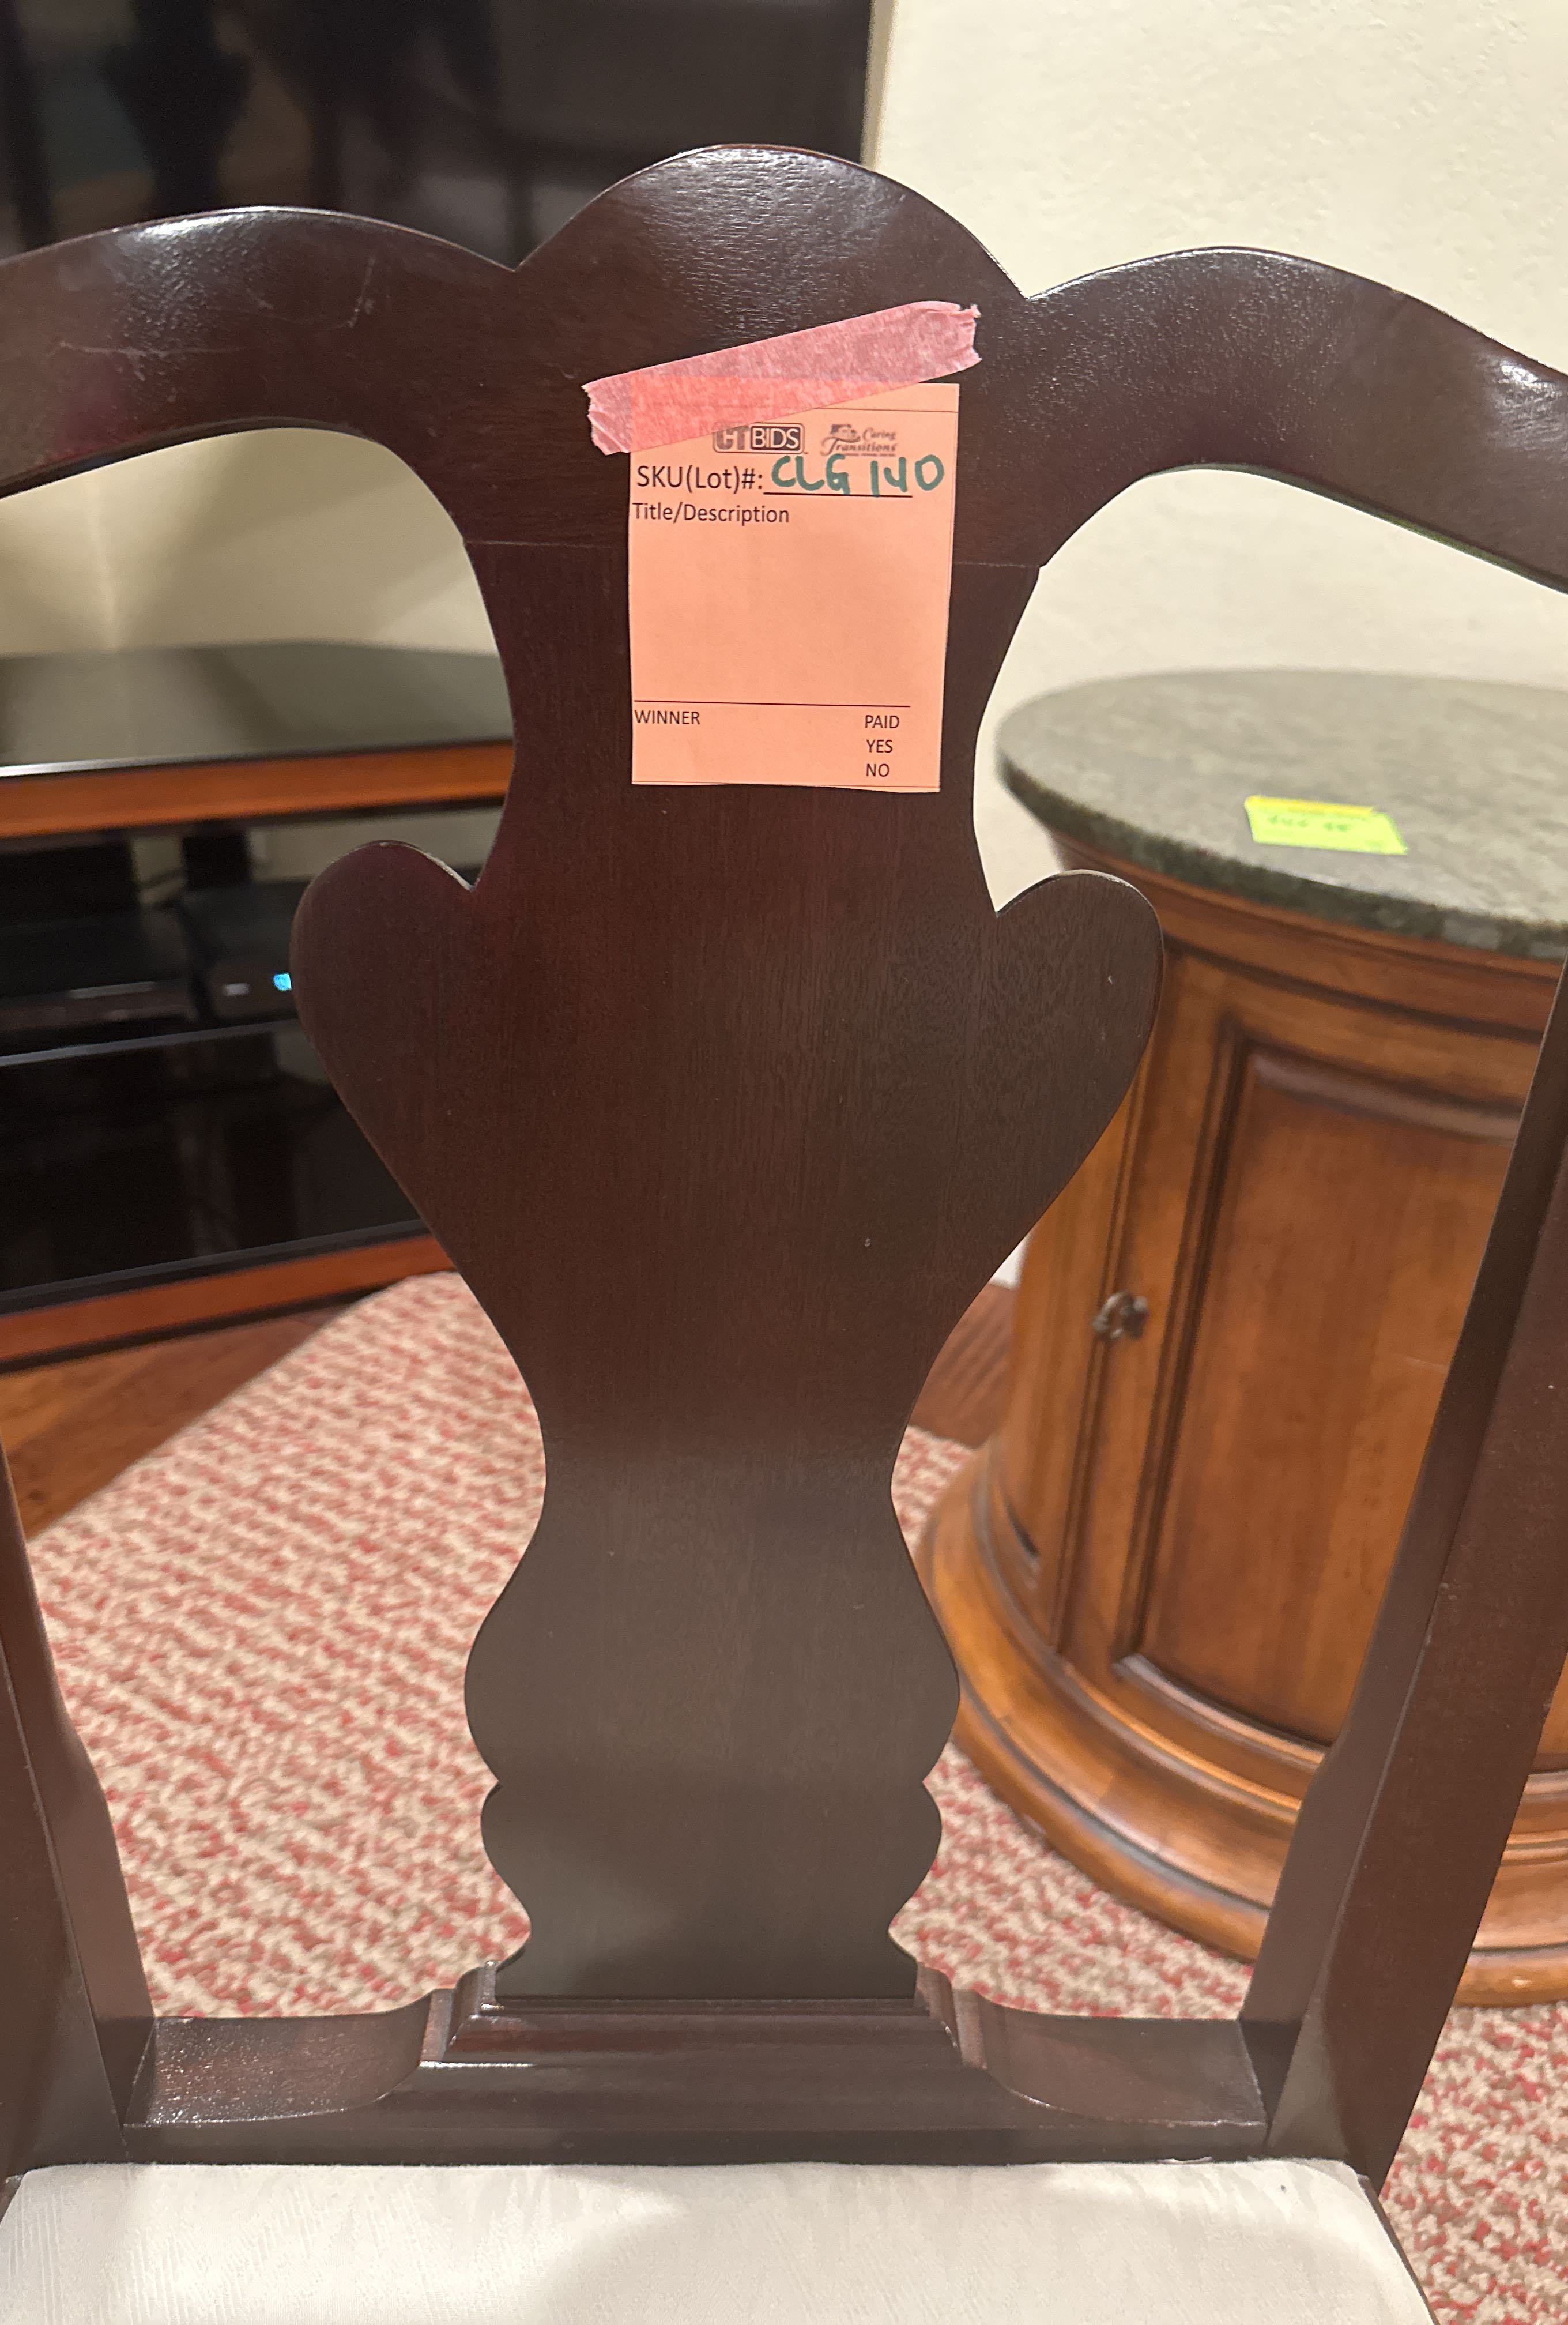 CTBIDS Caring Transitions
SKU(Lot)#: CLG 140
Title/Description
WINNER PAID
YES
NO